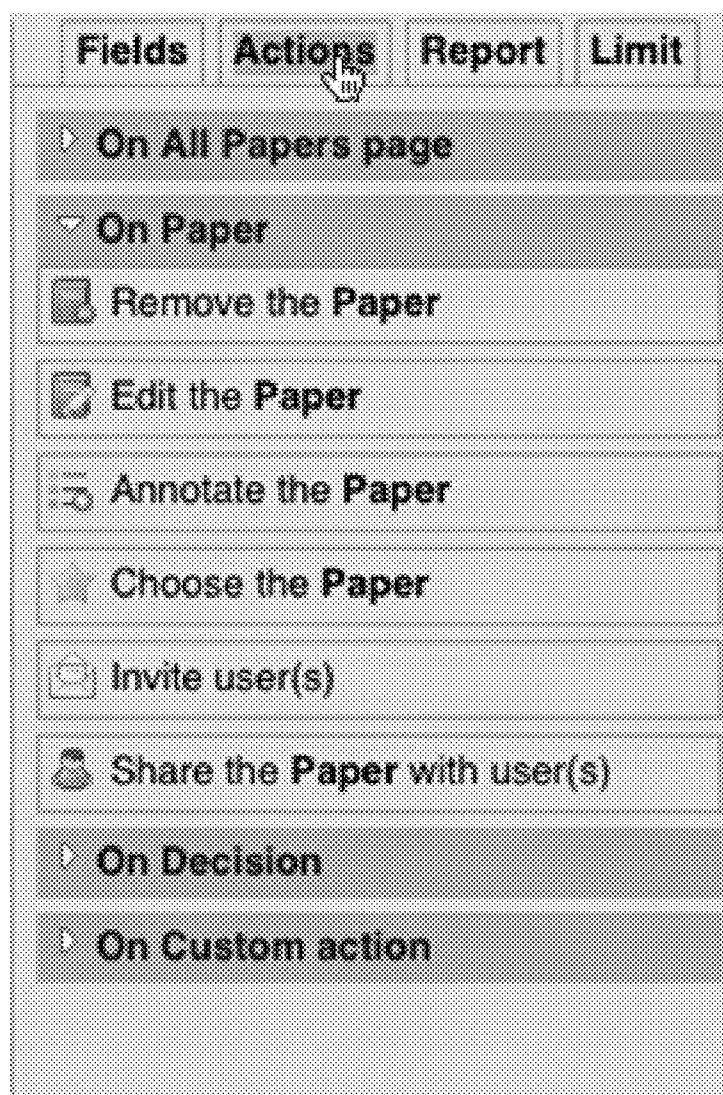 Fields Actions Report Limit
On All Papers page
On Paper
Remove the Paper
Edit the Paper
Annotate the Paper
Choose the Paper
Invite user(s)
Share the Paper with user(s)
On Decision
On Custom action